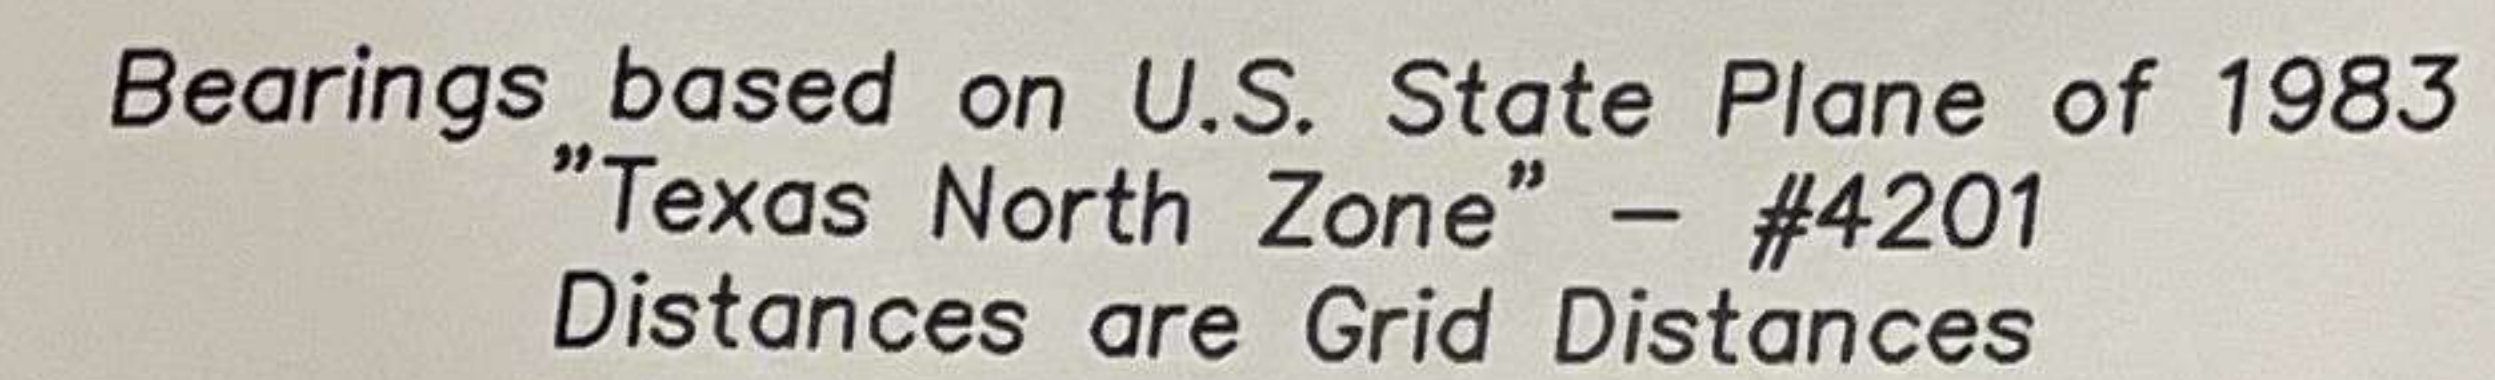 Bearings based on U.S. State Plane of 1983
”Texas North Zone” – #4201
Distances are Grid Distances